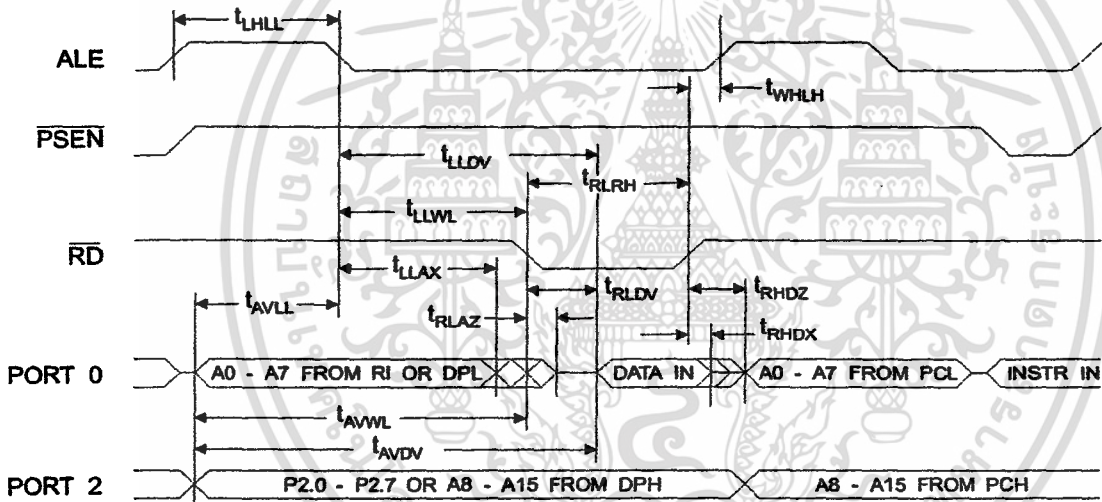 tLHLL
ALE
tWHLH
PSEN
tLLDV
tRLRH
tLLWL
RD
tLLAX
tAVLL
tRLDV
tRHDZ
tRLAZ
tRHDX
PORT 0
A0 - A7 FROM RI OR DPL
DATA IN
A0 - A7 FROM PCL
INSTR IN
tAVWL
tAVDV
PORT 2
P2.0 - P2.7 OR A8 - A15 FROM DPH
A8 - A15 FROM PCH